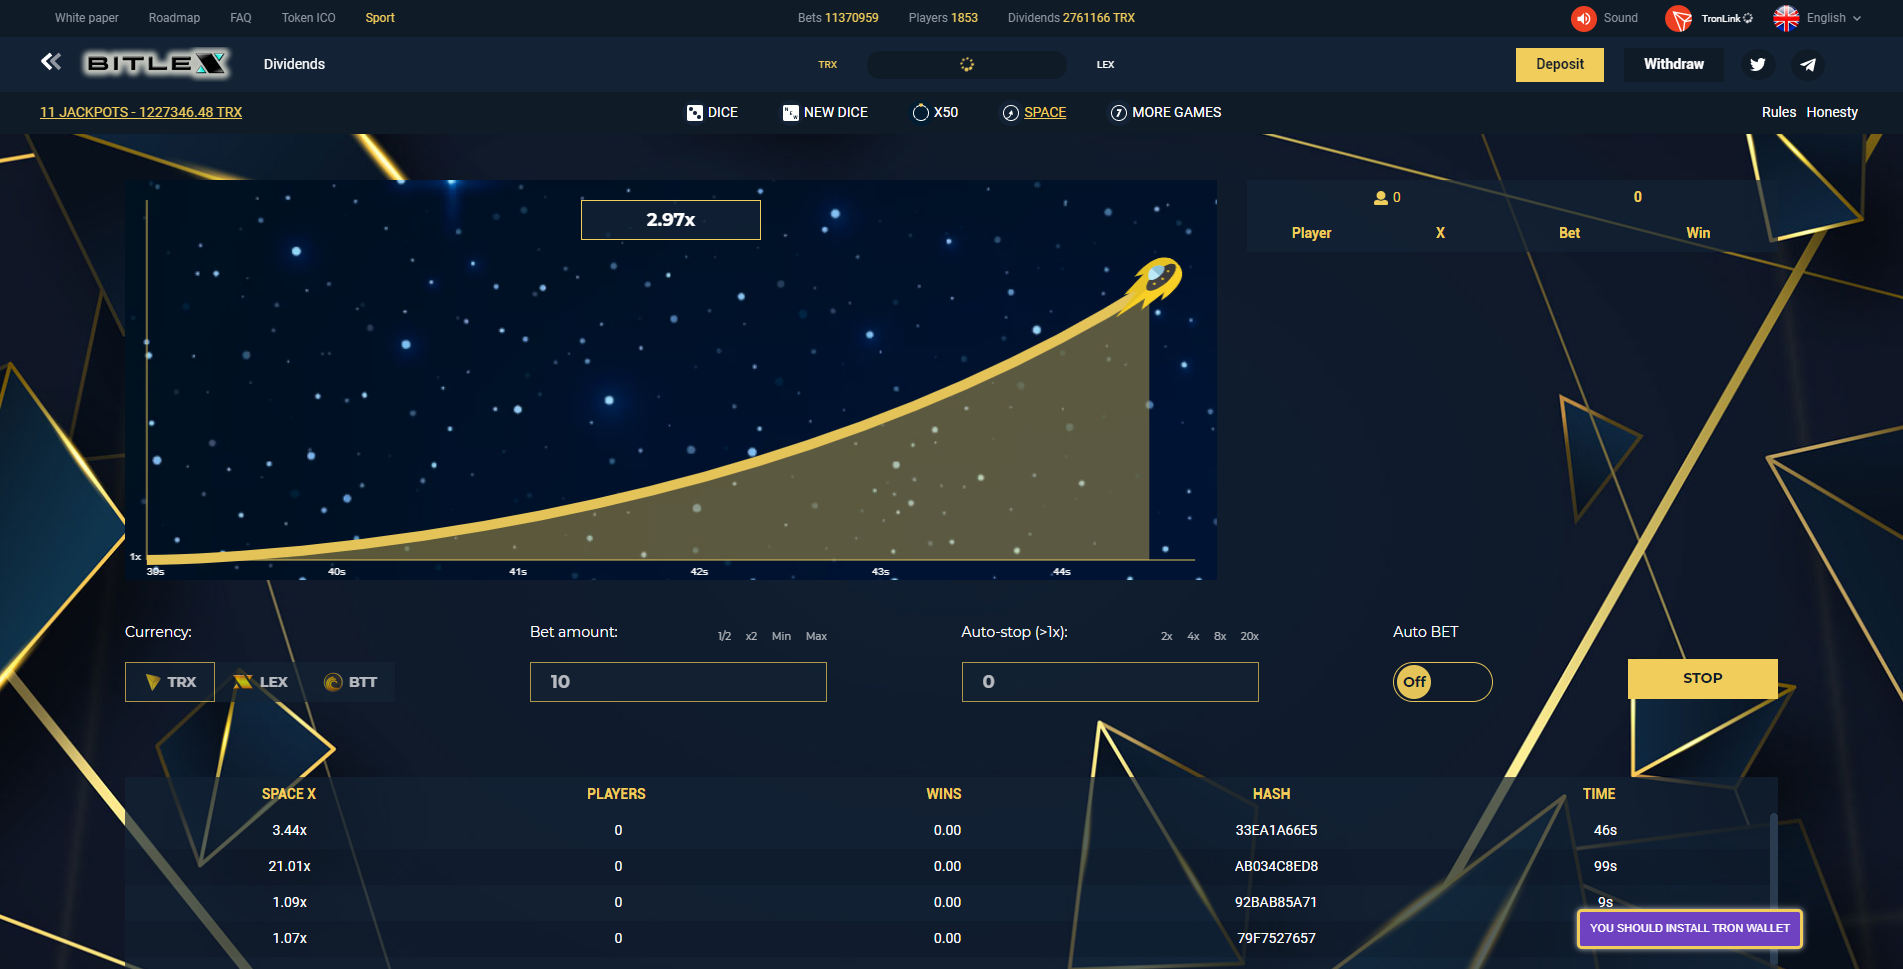 White paper Roadmap FAQ Token ICO Sport Bets 11370959 Players 1853 Dividends 2761166 TRX Sound TronLink English
BITLEX Dividends TRX LEX Deposit Withdraw
11 JACKPOTS - 1227346.48 TRX DICE NEW DICE X50 SPACE MORE GAMES Rules Honesty
0 0
2.97x
Player X Bet Win
1x
39s 40s 41s 42s 43s 44s
Currency: Bet amount: 1/2 x2 Min Max Auto-stop (>1x): 2x 4x 8x 20x Auto BET
TRX LEX BTT 10 0 Off STOP
SPACE X PLAYERS WINS HASH TIME
3.44x 0 0.00 33EA1A66E5 46s
21.01x 0 0.00 AB034C8ED8 99s
1.09x 0 0.00 92BAB85A71 9s
1.07x 0 0.00 79F7527657
YOU SHOULD INSTALL TRON WALLET